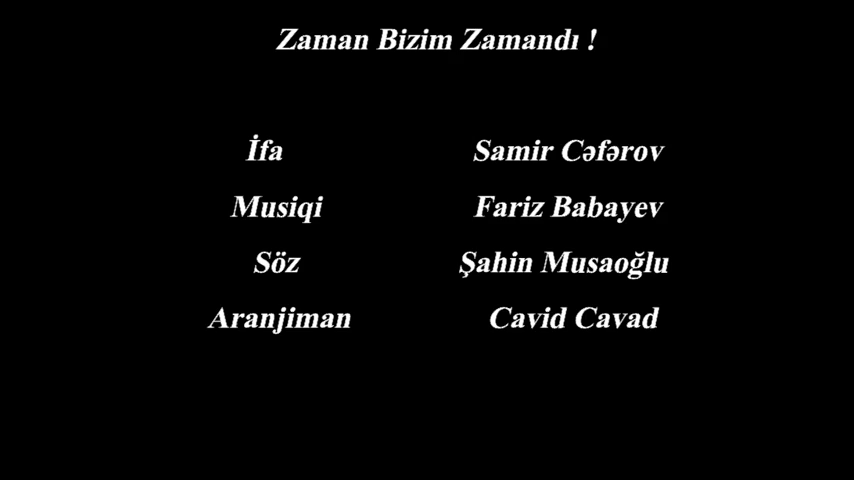 Zaman Bizim Zamandı !
İfa Samir Cəfərov
Musiqi Fariz Babayev
Söz Şahin Musaoğlu
Aranjiman Cavid Cavad